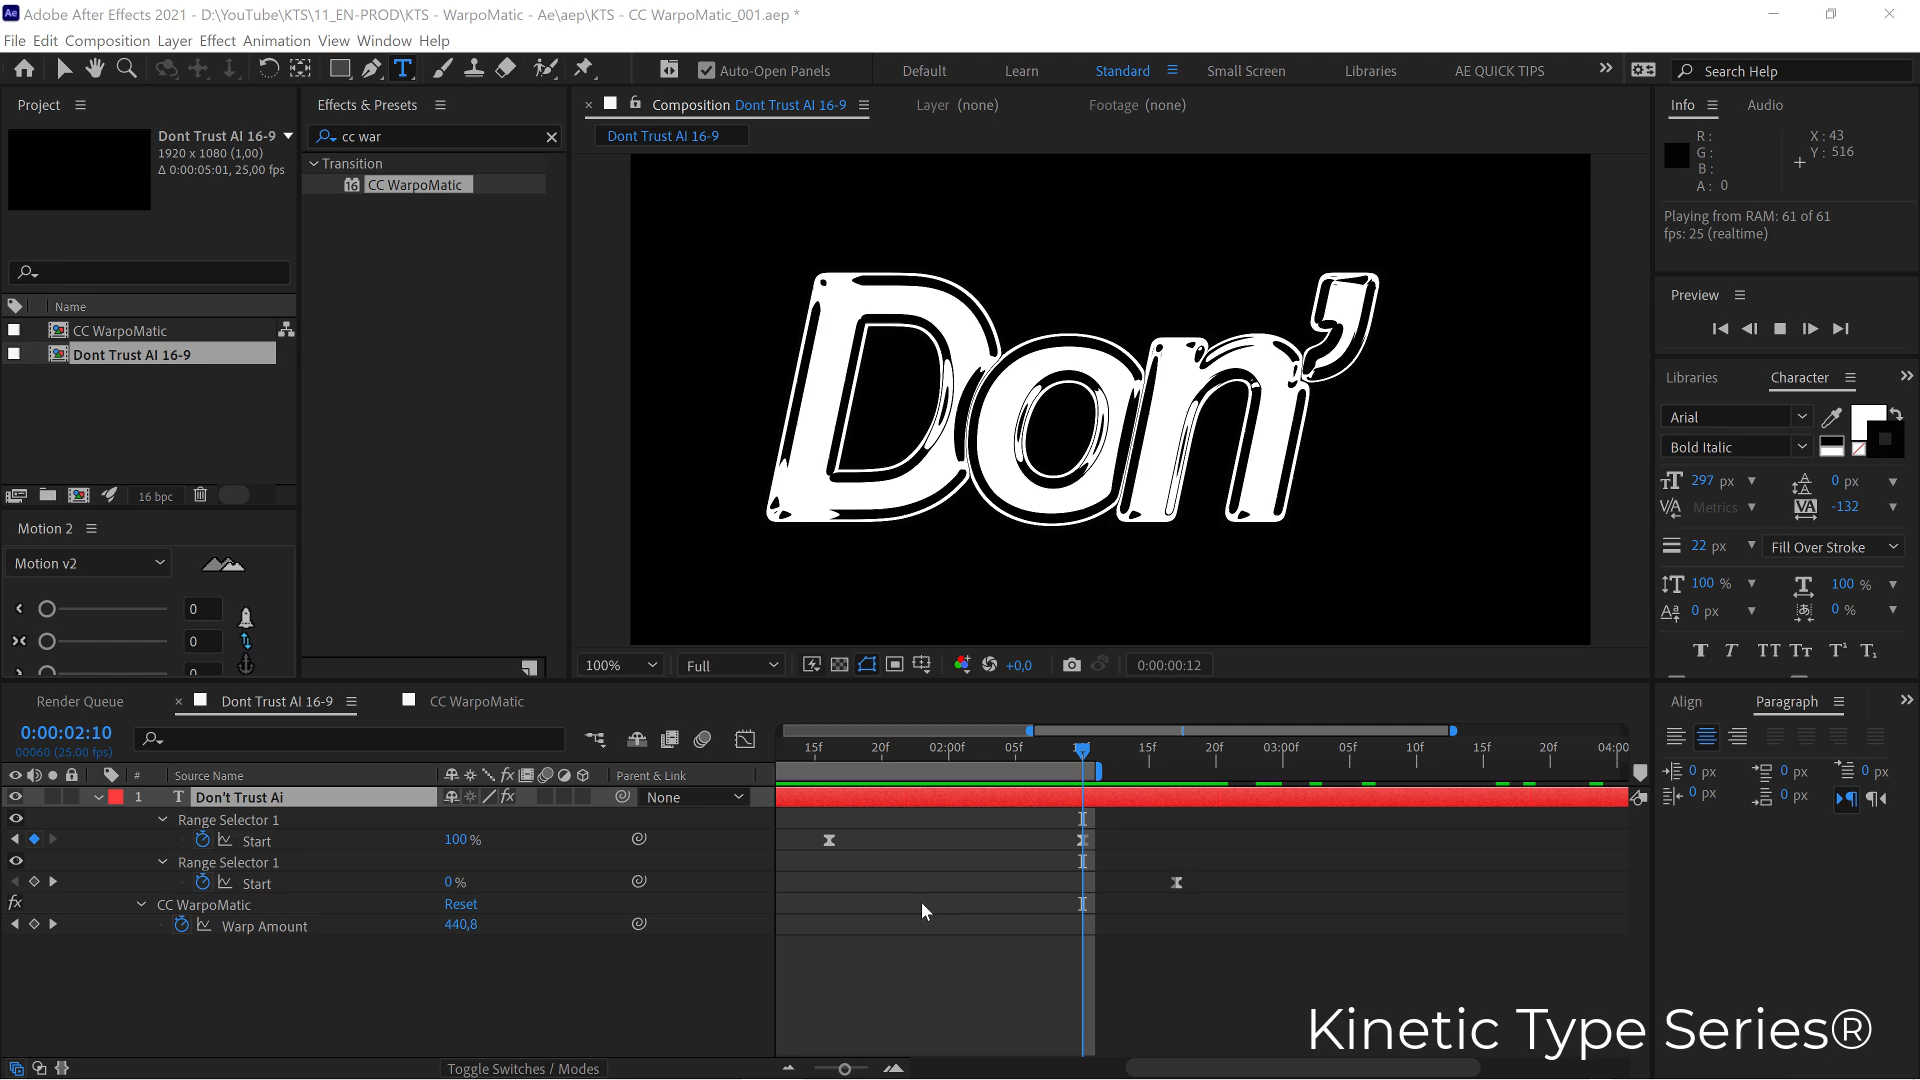 Adobe After Effects 2021 - D:\YouTube\KTS\11_EN-PROD\KTS - WarpoMatic - Ae\aep\KTS - CC WarpoMatic_001.aep *
File Edit Composition Layer Effect Animation View Window Help
Auto-Open Panels
Default
Learn
Standard
Small Screen
Libraries
AE QUICK TIPS
Search Help
Project
Dont Trust AI 16-9
1920 x 1080 (1,00)
Δ 0:00:05:01, 25,00 fps
Name
CC WarpoMatic
Dont Trust AI 16-9
16 bpc
Motion 2
Motion v2
0
0
Effects & Presets
cc war
Transition
16 CC WarpoMatic
Composition Dont Trust AI 16-9
Layer (none)
Footage (none)
Dont Trust AI 16-9
Don'
100%
Full
+0,0
0:00:00:12
Info
Audio
R :
G :
B :
A : 0
X : 43
Y : 516
Playing from RAM: 61 of 61
fps: 25 (realtime)
Preview
Libraries
Character
Arial
Bold Italic
297 px
0 px
Metrics
-132
22 px
Fill Over Stroke
100 %
100 %
0 px
0 %
Render Queue
Dont Trust AI 16-9
CC WarpoMatic
0:00:02:10
00060 (25.00 fps)
# Source Name
Parent & Link
1 T Don't Trust Ai
None
Range Selector 1
Start 100 %
Range Selector 1
Start 0 %
fx CC WarpoMatic Reset
Warp Amount 440,8
15f 20f 02:00f 05f 10f 15f 20f 03:00f 05f 10f 15f 20f 04:00
Toggle Switches / Modes
Align
Paragraph
0 px 0 px 0 px
0 px 0 px
Kinetic Type Series®